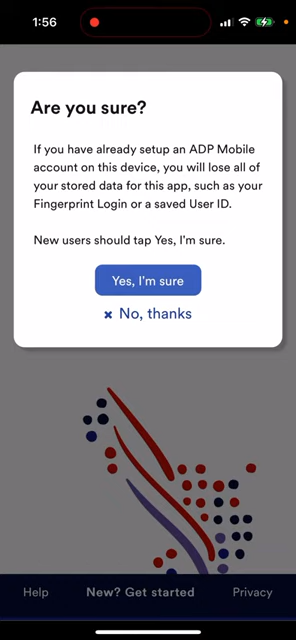 1:56
Are you sure?
If you have already setup an ADP Mobile
account on this device, you will lose all of
your stored data for this app, such as your
Fingerprint Login or a saved User ID.
New users should tap Yes, I'm sure.
Yes, I'm sure
× No, thanks
Help New? Get started Privacy